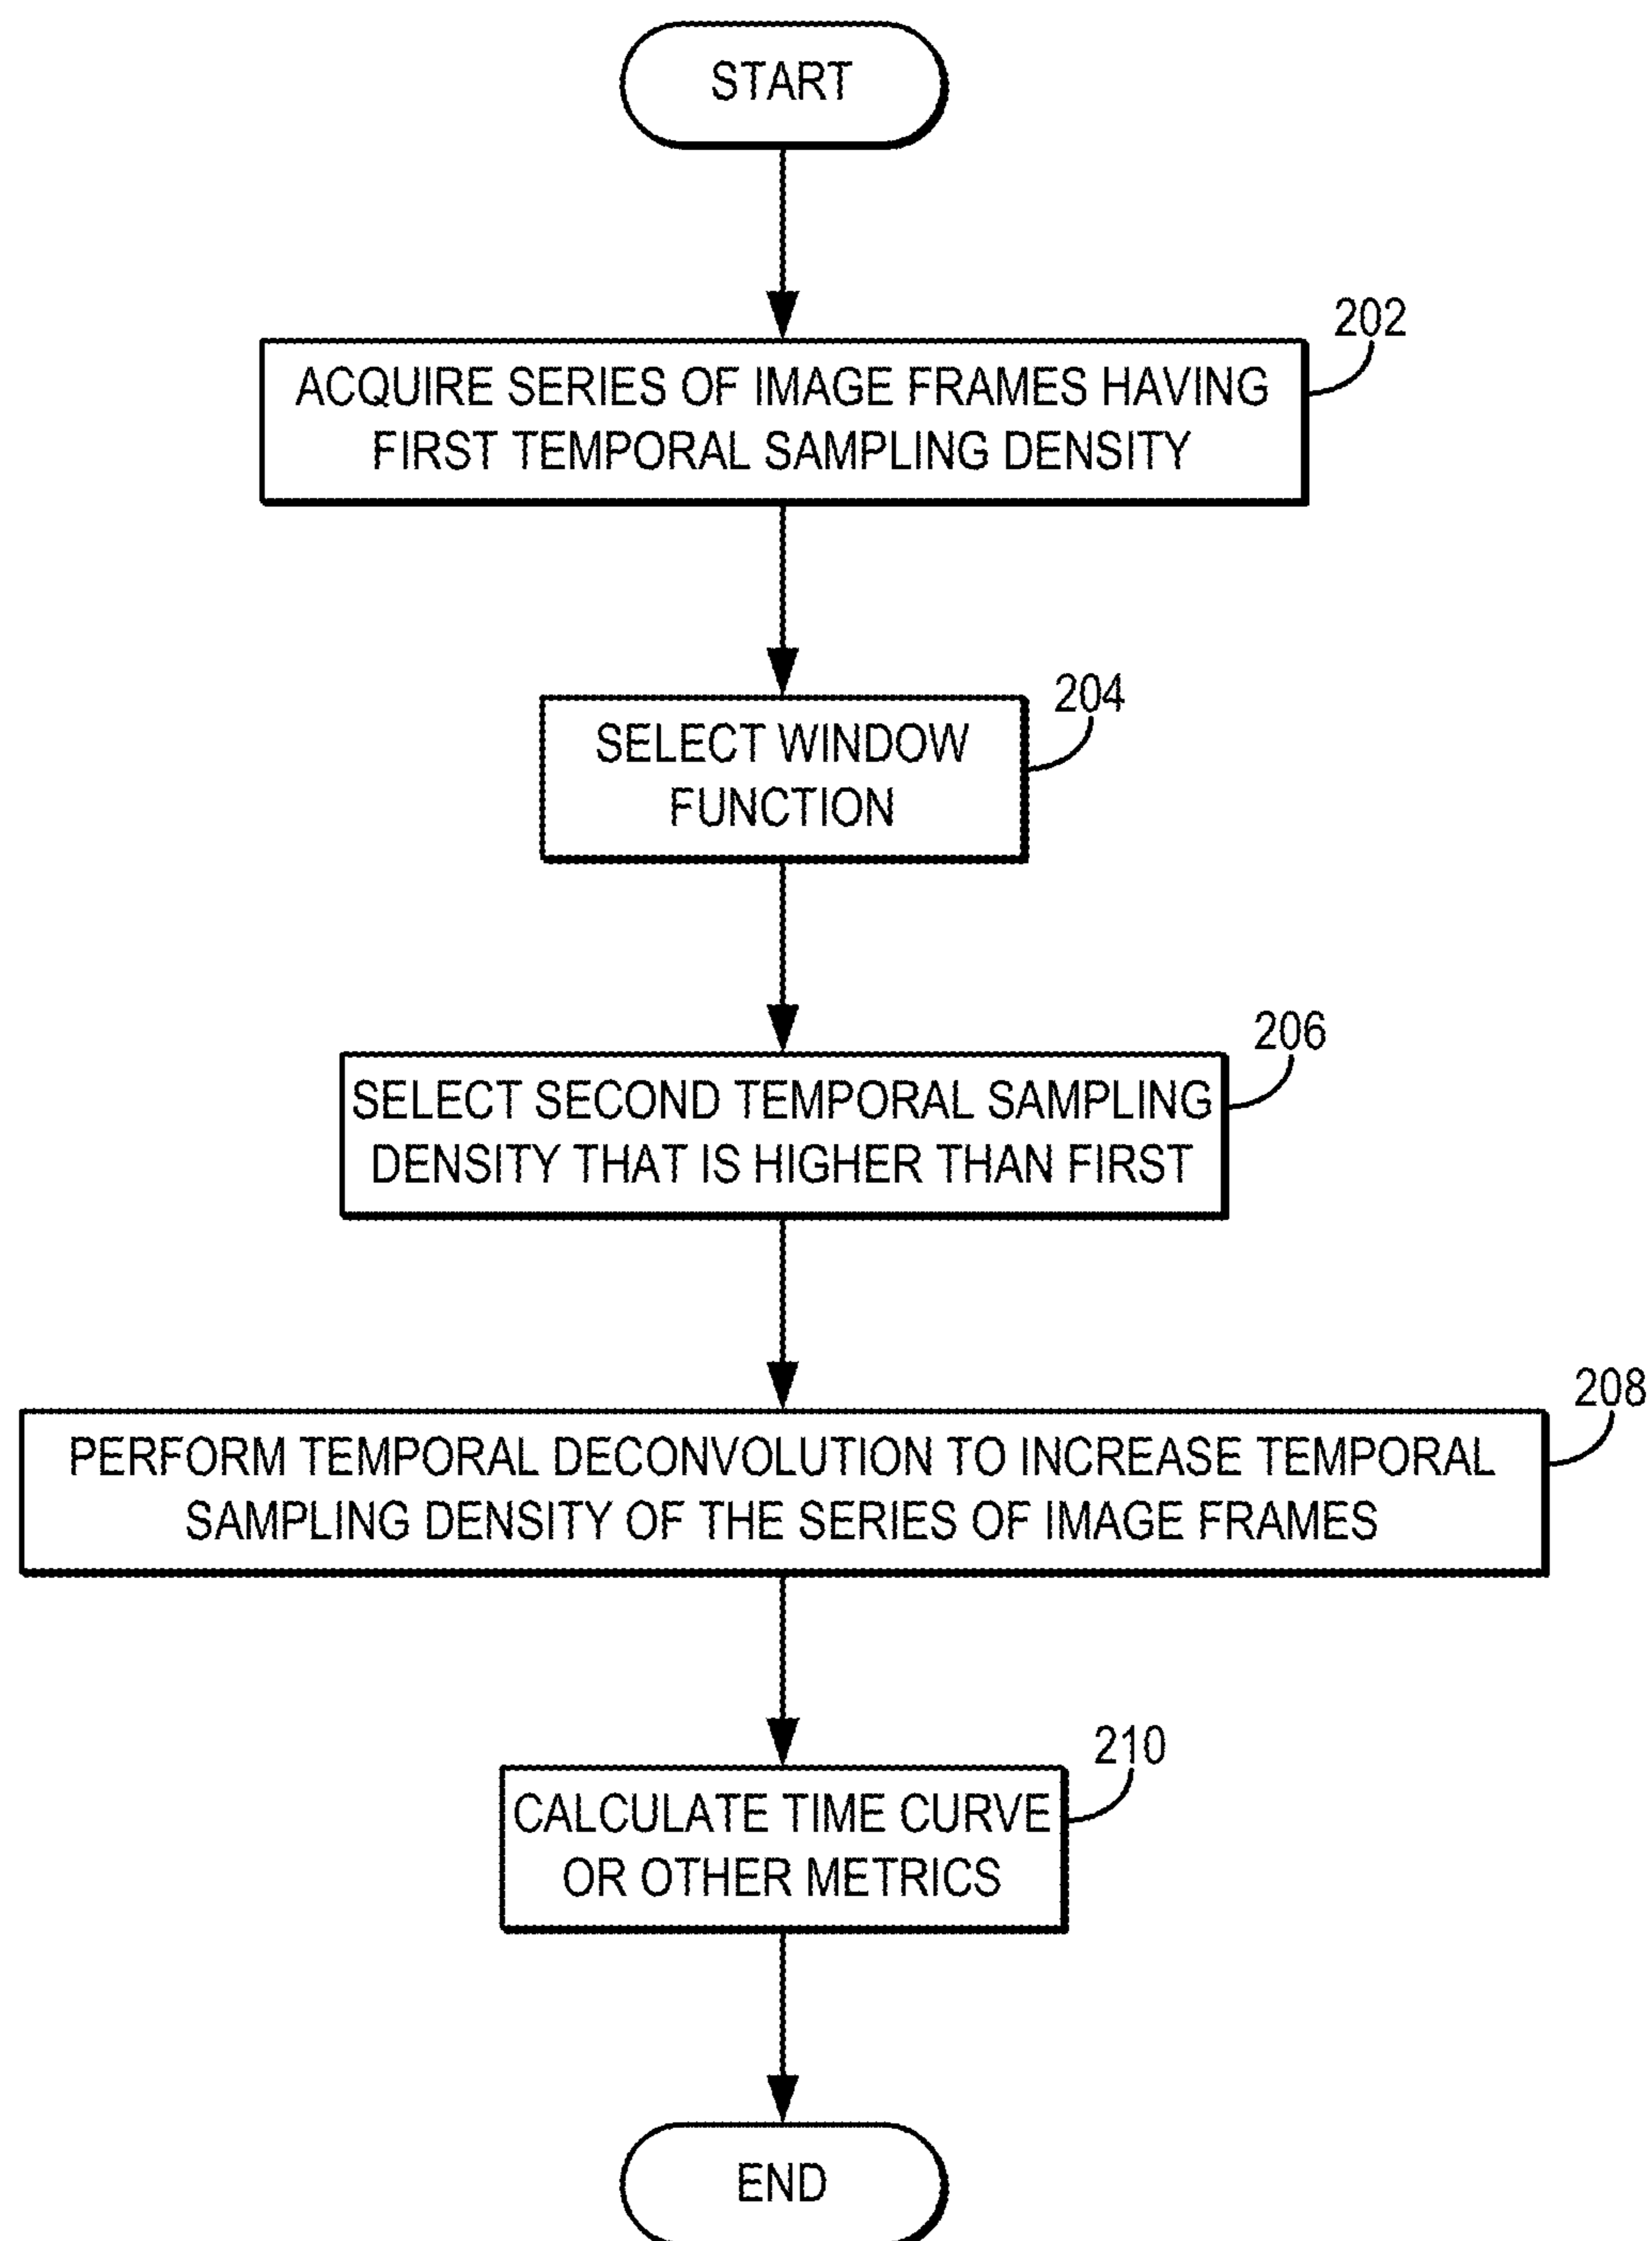 START
202
ACQUIRE SERIES OF IMAGE FRAMES HAVING
FIRST TEMPORAL SAMPLING DENSITY
204
SELECT WINDOW
FUNCTION
206
SELECT SECOND TEMPORAL SAMPLING
DENSITY THAT IS HIGHER THAN FIRST
208
PERFORM TEMPORAL DECONVOLUTION TO INCREASE TEMPORAL
SAMPLING DENSITY OF THE SERIES OF IMAGE FRAMES
210
CALCULATE TIME CURVE
OR OTHER METRICS
END